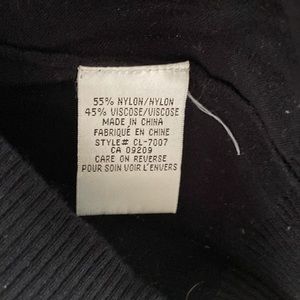 55% NYLON/NYLON
45% VISCOSE/VISCOSE
MADE IN CHINA
FABRIQUÉ EN CHINE
STYLE# CL-7007
CA 09209
CARE ON REVERSE
POUR SOIN VOIR L'ENVERS